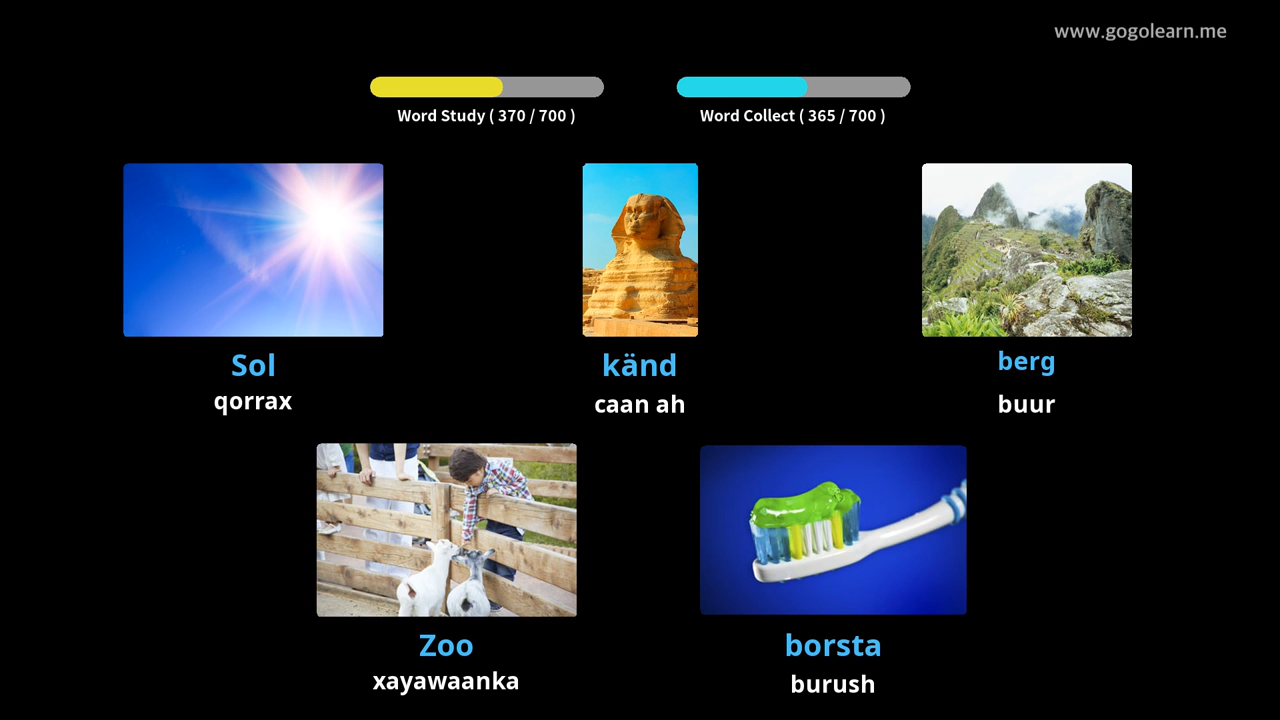 www.gogolearn.me
Word Study ( 370 / 700 )
Word Collect ( 365 / 700 )
Sol
qorrax
känd
caan ah
berg
buur
Zoo
xayawaanka
borsta
burush